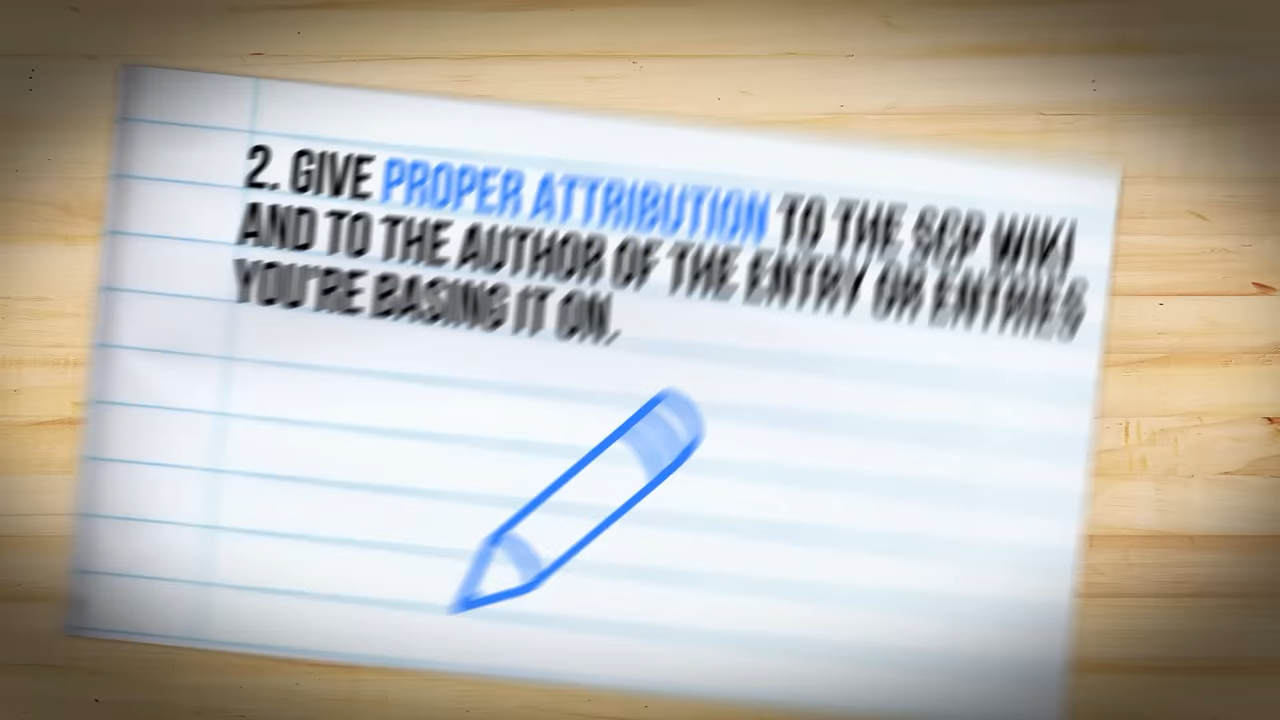 2. GIVE PROPER ATTRIBUTION TO THE SCP WIKI
AND TO THE AUTHOR OF THE ENTRY OR ENTRIES
YOU'RE BASING IT ON.